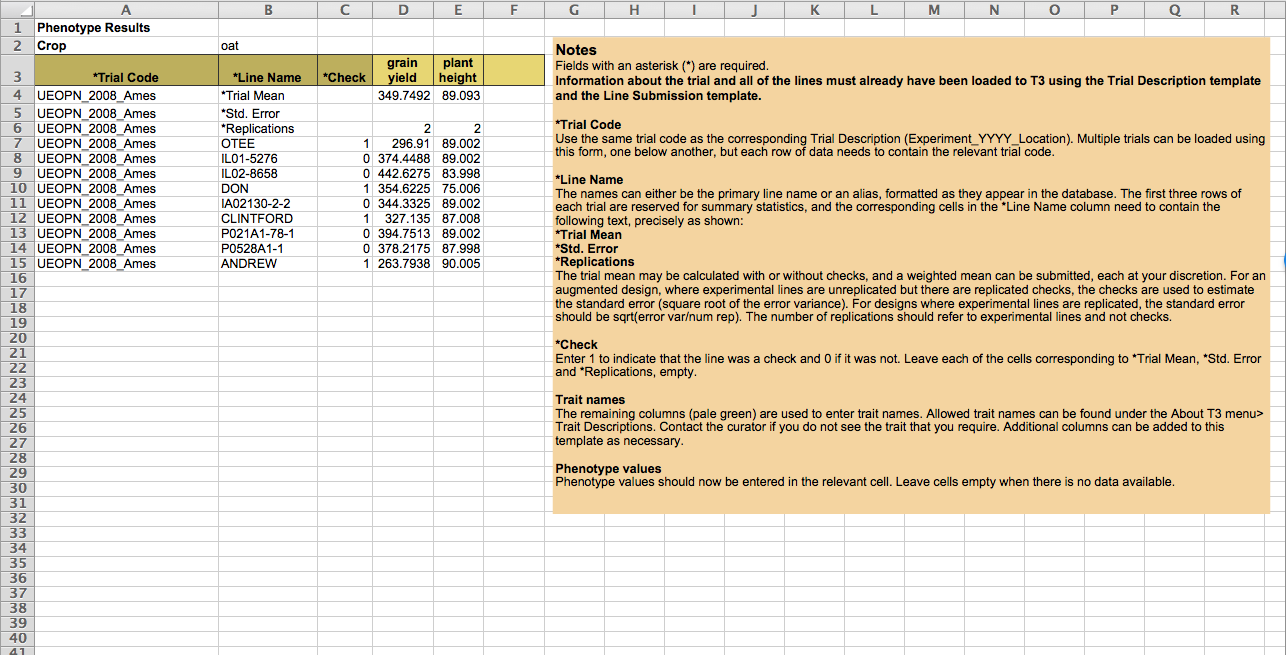 A B C D E F G H I J K L M N O P Q R
1 Phenotype Results
2 Crop oat
3 *Trial Code *Line Name *Check grain yield plant height
4 UEOPN_2008_Ames *Trial Mean 349.7492 89.093
5 UEOPN_2008_Ames *Std. Error
6 UEOPN_2008_Ames *Replications 2 2
7 UEOPN_2008_Ames OTEE 1 296.91 89.002
8 UEOPN_2008_Ames IL01-5276 0 374.4488 89.002
9 UEOPN_2008_Ames IL02-8658 0 442.6275 83.998
10 UEOPN_2008_Ames DON 1 354.6225 75.006
11 UEOPN_2008_Ames IA02130-2-2 0 344.3325 89.002
12 UEOPN_2008_Ames CLINTFORD 1 327.135 87.008
13 UEOPN_2008_Ames P021A1-78-1 0 394.7513 89.002
14 UEOPN_2008_Ames P0528A1-1 0 378.2175 87.998
15 UEOPN_2008_Ames ANDREW 1 263.7938 90.005
16
17
18
19
20
21
22
23
24
25
26
27
28
29
30
31
32
33
34
35
36
37
38
39
40
41
Notes
Fields with an asterisk (*) are required.
Information about the trial and all of the lines must already have been loaded to T3 using the Trial Description template
and the Line Submission template.
*Trial Code
Use the same trial code as the corresponding Trial Description (Experiment_YYYY_Location). Multiple trials can be loaded using
this form, one below another, but each row of data needs to contain the relevant trial code.
*Line Name
The names can either be the primary line name or an alias, formatted as they appear in the database. The first three rows of
each trial are reserved for summary statistics, and the corresponding cells in the *Line Name column need to contain the
following text, precisely as shown:
*Trial Mean
*Std. Error
*Replications
The trial mean may be calculated with or without checks, and a weighted mean can be submitted, each at your discretion. For an
augmented design, where experimental lines are unreplicated but there are replicated checks, the checks are used to estimate
the standard error (square root of the error variance). For designs where experimental lines are replicated, the standard error
should be sqrt(error var/num rep). The number of replications should refer to experimental lines and not checks.
*Check
Enter 1 to indicate that the line was a check and 0 if it was not. Leave each of the cells corresponding to *Trial Mean, *Std. Error
and *Replications, empty.
Trait names
The remaining columns (pale green) are used to enter trait names. Allowed trait names can be found under the About T3 menu>
Trait Descriptions. Contact the curator if you do not see the trait that you require. Additional columns can be added to this
template as necessary.
Phenotype values
Phenotype values should now be entered in the relevant cell. Leave cells empty when there is no data available.